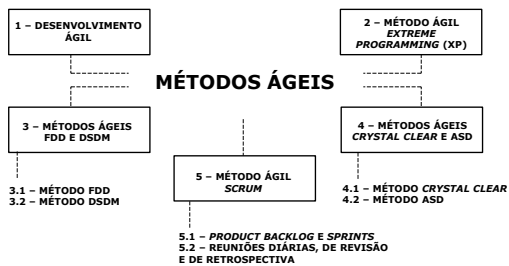 1 – DESENVOLVIMENTO
ÁGIL
2 – MÉTODO ÁGIL
EXTREME
PROGRAMMING (XP)
MÉTODOS ÁGEIS
3 – MÉTODOS ÁGEIS
FDD E DSDM
4 – MÉTODOS ÁGEIS
CRYSTAL CLEAR E ASD
5 – MÉTODO ÁGIL
SCRUM
3.1 – MÉTODO FDD
3.2 – MÉTODO DSDM
4.1 – MÉTODO CRYSTAL CLEAR
4.2 – MÉTODO ASD
5.1 – PRODUCT BACKLOG E SPRINTS
5.2 – REUNIÕES DIÁRIAS, DE REVISÃO
E DE RETROSPECTIVA